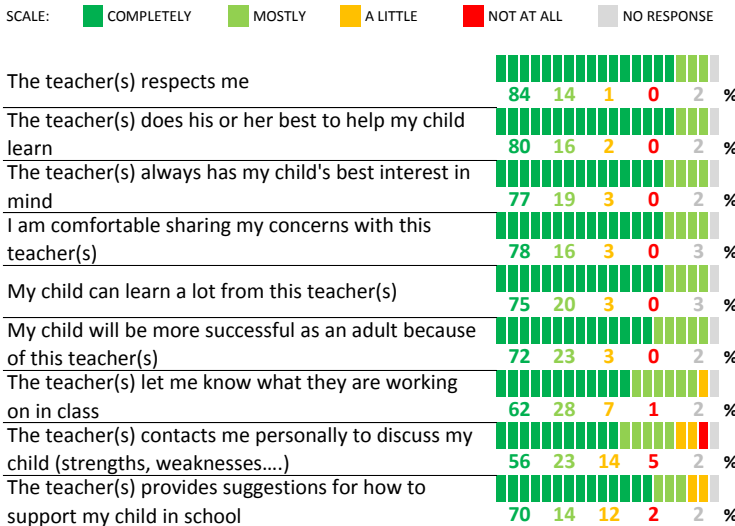 SCALE: COMPLETELY MOSTLY A LITTLE NOT AT ALL NO RESPONSE
The teacher(s) respects me
84 14 1 0 2 %
The teacher(s) does his or her best to help my child
learn
80 16 2 0 2 %
The teacher(s) always has my child's best interest in
mind
77 19 3 0 2 %
I am comfortable sharing my concerns with this
teacher(s)
78 16 3 0 3 %
My child can learn a lot from this teacher(s)
75 20 3 0 3 %
My child will be more successful as an adult because
of this teacher(s)
72 23 3 0 2 %
The teacher(s) let me know what they are working
on in class
62 28 7 1 2 %
The teacher(s) contacts me personally to discuss my
child (strengths, weaknesses....)
56 23 14 5 2 %
The teacher(s) provides suggestions for how to
support my child in school
70 14 12 2 2 %